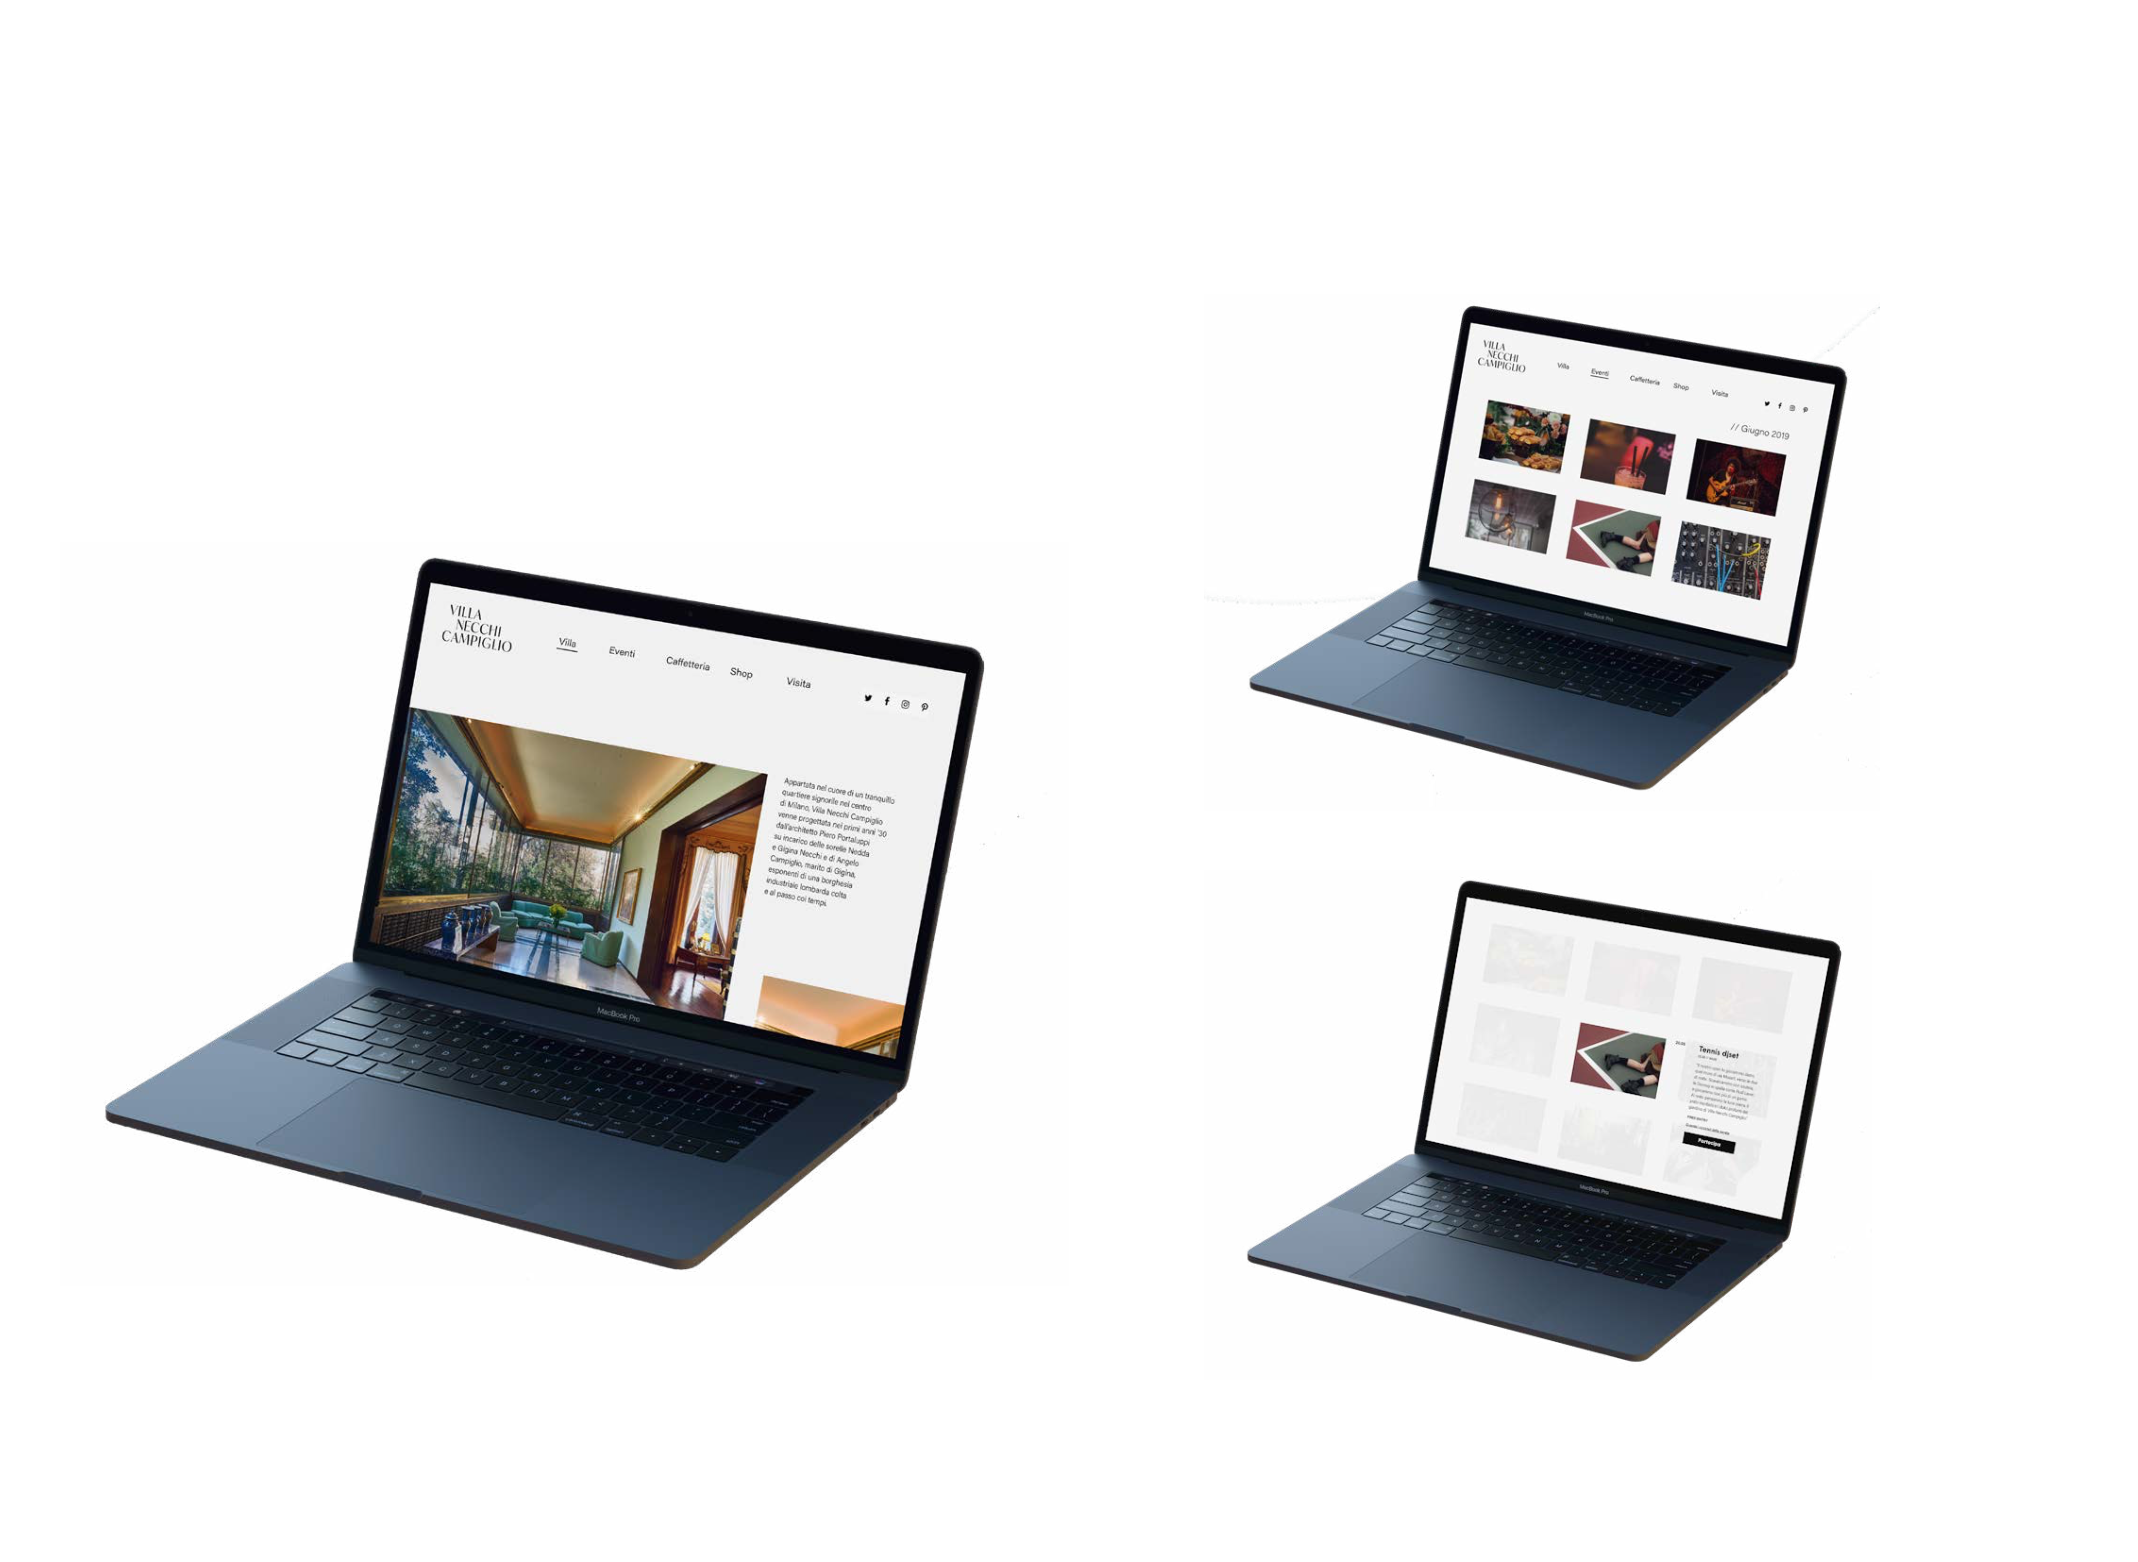 VILLA
NECCHI
CAMPIGLIO
Villa
Eventi
Caffetteria
Shop
Visita
Appartata nel cuore di un tranquillo
quartiere signorile nel centro
di Milano, Villa Necchi Campiglio
venne progettata nei primi anni '30
dall'architetto Piero Portaluppi
su incarico delle sorelle Nedda
e Gigina Necchi e di Angelo
Campiglio, marito di Gigina,
esponenti di una borghesia
industriale lombarda colta
e al passo coi tempi.
MacBook Pro
VILLA
NECCHI
CAMPIGLIO
Villa
Eventi
Caffetteria
Shop
Visita
// Giugno 2019
MacBook Pro
Tennis djset
Partecipa
MacBook Pro